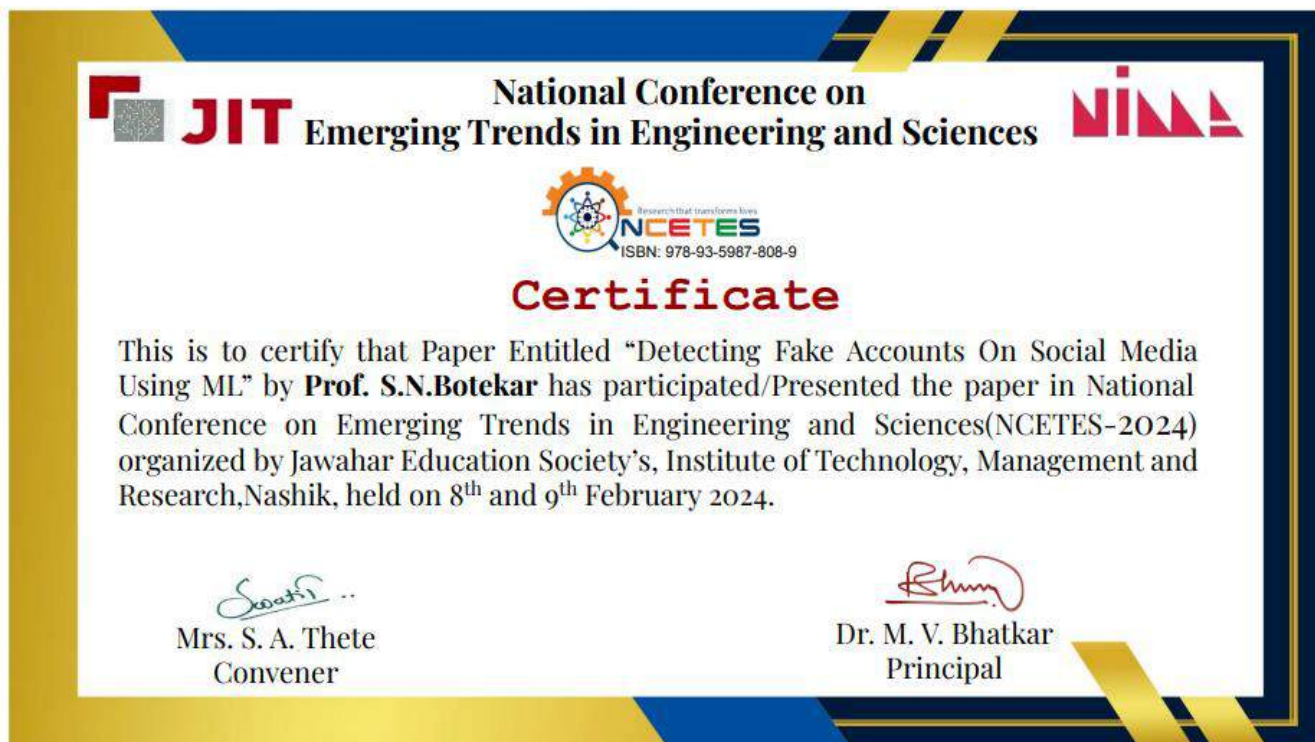 JIT
National Conference on
Emerging Trends in Engineering and Sciences
NIMA
Research that transforms lives
NCETES
ISBN: 978-93-5987-808-9
Certificate
This is to certify that Paper Entitled “Detecting Fake Accounts On Social Media
Using ML” by Prof. S.N.Botekar has participated/Presented the paper in National
Conference on Emerging Trends in Engineering and Sciences(NCETES-2024)
organized by Jawahar Education Society’s, Institute of Technology, Management and
Research,Nashik, held on 8th and 9th February 2024.
Swati
Mrs. S. A. Thete
Convener
Dr. M. V. Bhatkar
Principal